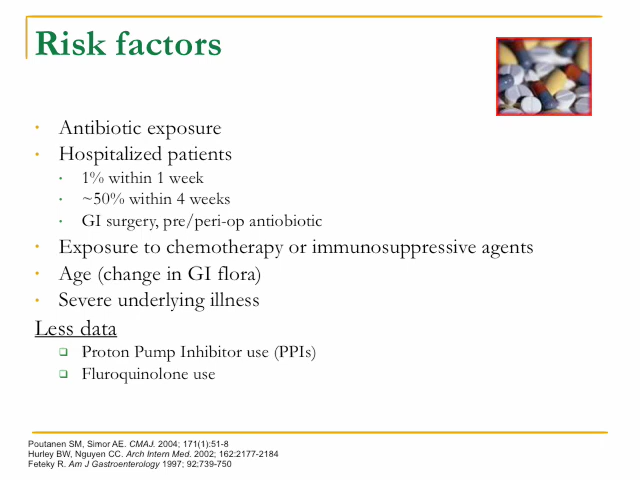 Risk factors
Antibiotic exposure
Hospitalized patients
1% within 1 week
~50% within 4 weeks
GI surgery, pre/peri-op antiobiotic
Exposure to chemotherapy or immunosuppressive agents
Age (change in GI flora)
Severe underlying illness
Less data
Proton Pump Inhibitor use (PPIs)
Fluroquinolone use
Poutanen SM, Simor AE. CMAJ. 2004; 171(1):51-8
Hurley BW, Nguyen CC. Arch Intern Med. 2002; 162:2177-2184
Feteky R. Am J Gastroenterology 1997; 92:739-750